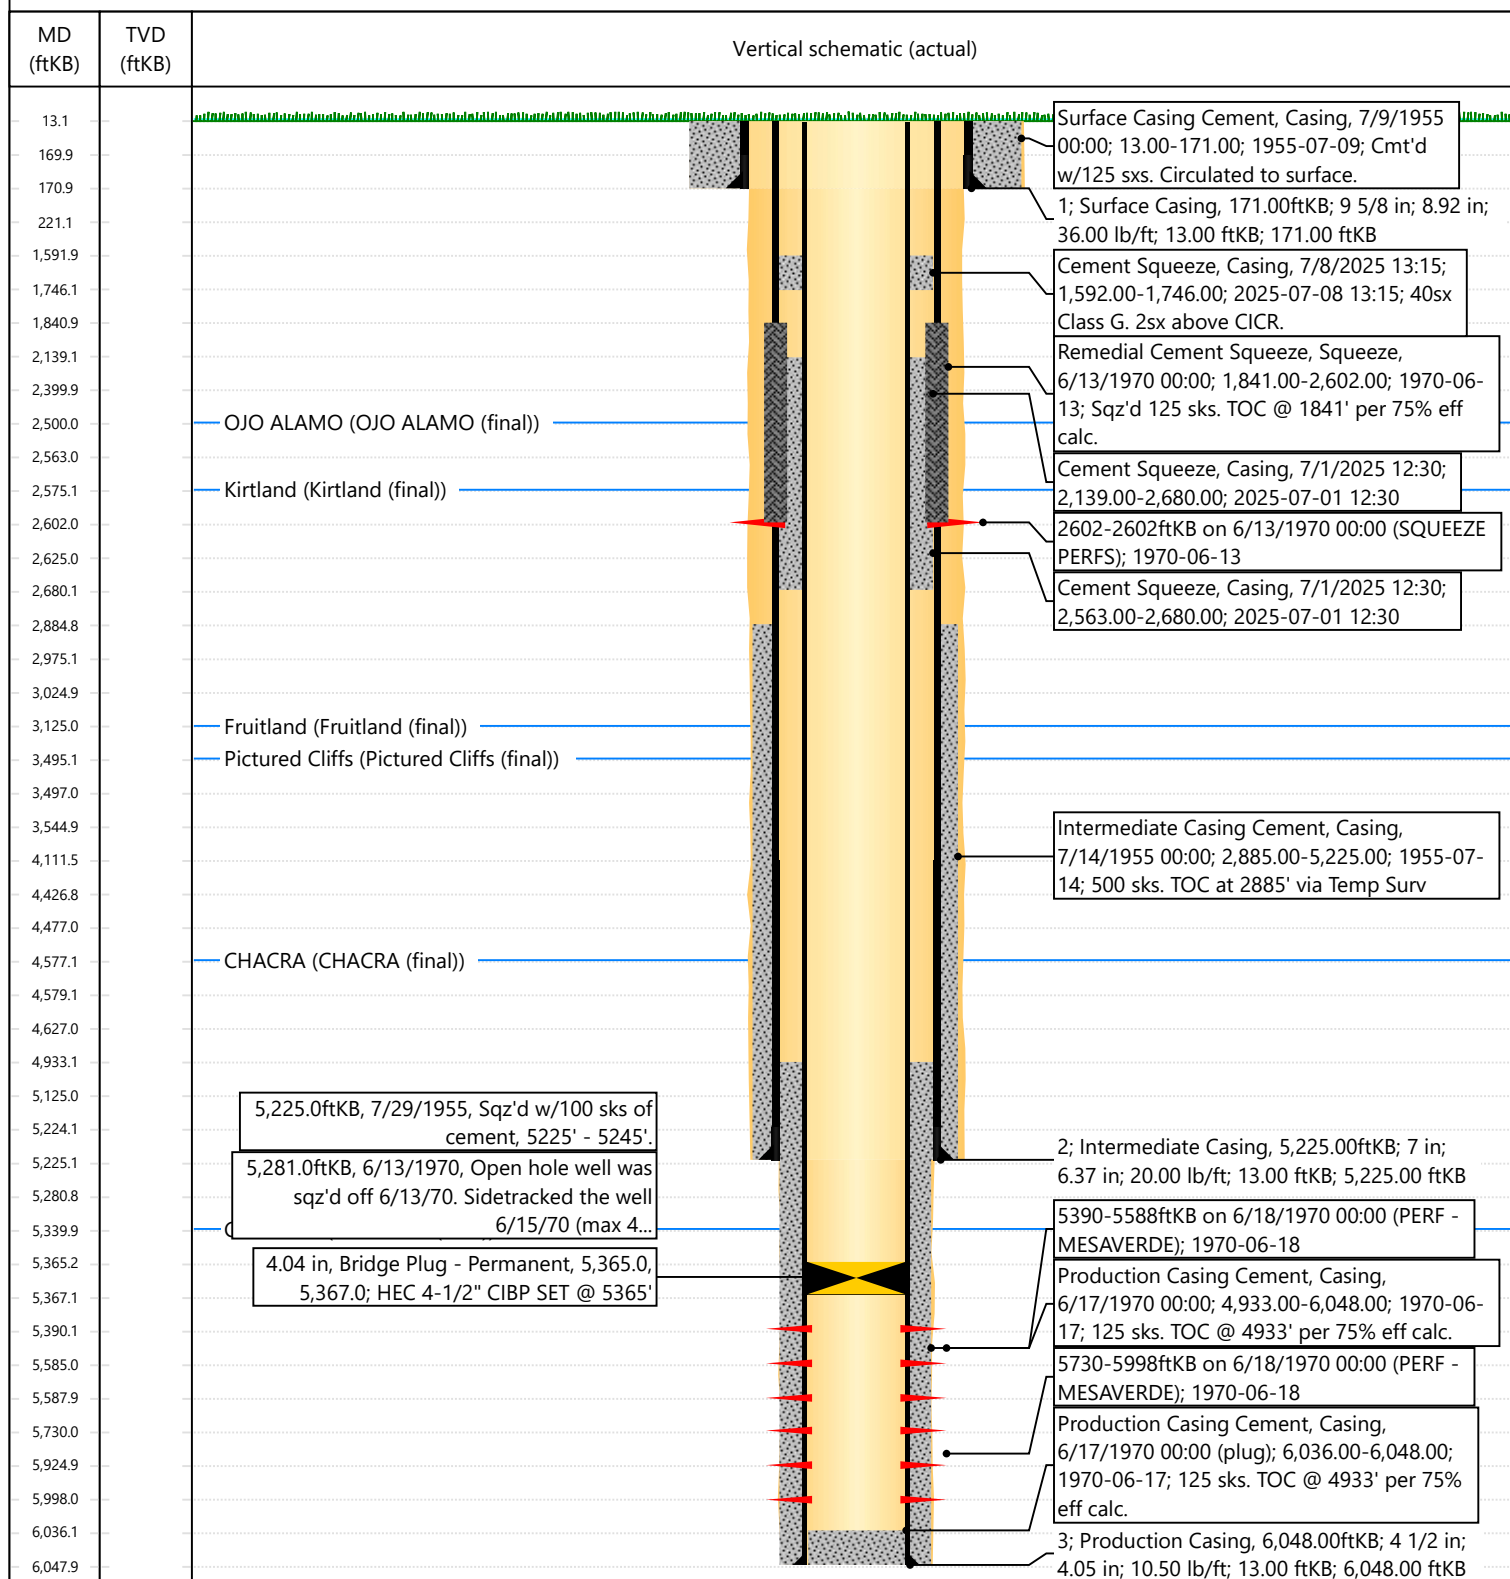 MD
(ftKB)
TVD
(ftKB)
Vertical schematic (actual)
13.1
169.9
170.9
221.1
1,591.9
1,746.1
1,840.9
2,139.1
2,399.9
2,500.0
2,563.0
2,575.1
2,602.0
2,625.0
2,680.1
2,884.8
2,975.1
3,024.9
3,125.0
3,495.1
3,497.0
3,544.9
4,111.5
4,426.8
4,477.0
4,577.1
4,579.1
4,627.0
4,933.1
5,125.0
5,224.1
5,225.1
5,280.8
5,339.9
5,365.2
5,367.1
5,390.1
5,585.0
5,587.9
5,730.0
5,924.9
5,998.0
6,036.1
6,047.9
OJO ALAMO (OJO ALAMO (final))
Kirtland (Kirtland (final))
Fruitland (Fruitland (final))
Pictured Cliffs (Pictured Cliffs (final))
CHACRA (CHACRA (final))
5,225.0ftKB, 7/29/1955, Sqz'd w/100 sks of
cement, 5225' - 5245'.
5,281.0ftKB, 6/13/1970, Open hole well was
sqz'd off 6/13/70. Sidetracked the well
6/15/70 (max 4...
4.04 in, Bridge Plug - Permanent, 5,365.0,
5,367.0; HEC 4-1/2" CIBP SET @ 5365'
Surface Casing Cement, Casing, 7/9/1955
00:00; 13.00-171.00; 1955-07-09; Cmt'd
w/125 sxs. Circulated to surface.
1; Surface Casing, 171.00ftKB; 9 5/8 in; 8.92 in;
36.00 lb/ft; 13.00 ftKB; 171.00 ftKB
Cement Squeeze, Casing, 7/8/2025 13:15;
1,592.00-1,746.00; 2025-07-08 13:15; 40sx
Class G. 2sx above CICR.
Remedial Cement Squeeze, Squeeze,
6/13/1970 00:00; 1,841.00-2,602.00; 1970-06-
13; Sqz'd 125 sks. TOC @ 1841' per 75% eff
calc.
Cement Squeeze, Casing, 7/1/2025 12:30;
2,139.00-2,680.00; 2025-07-01 12:30
2602-2602ftKB on 6/13/1970 00:00 (SQUEEZE
PERFS); 1970-06-13
Cement Squeeze, Casing, 7/1/2025 12:30;
2,563.00-2,680.00; 2025-07-01 12:30
Intermediate Casing Cement, Casing,
7/14/1955 00:00; 2,885.00-5,225.00; 1955-07-
14; 500 sks. TOC at 2885' via Temp Surv
2; Intermediate Casing, 5,225.00ftKB; 7 in;
6.37 in; 20.00 lb/ft; 13.00 ftKB; 5,225.00 ftKB
5390-5588ftKB on 6/18/1970 00:00 (PERF -
MESAVERDE); 1970-06-18
Production Casing Cement, Casing,
6/17/1970 00:00; 4,933.00-6,048.00; 1970-06-
17; 125 sks. TOC @ 4933' per 75% eff calc.
5730-5998ftKB on 6/18/1970 00:00 (PERF -
MESAVERDE); 1970-06-18
Production Casing Cement, Casing,
6/17/1970 00:00 (plug); 6,036.00-6,048.00;
1970-06-17; 125 sks. TOC @ 4933' per 75%
eff calc.
3; Production Casing, 6,048.00ftKB; 4 1/2 in;
4.05 in; 10.50 lb/ft; 13.00 ftKB; 6,048.00 ftKB